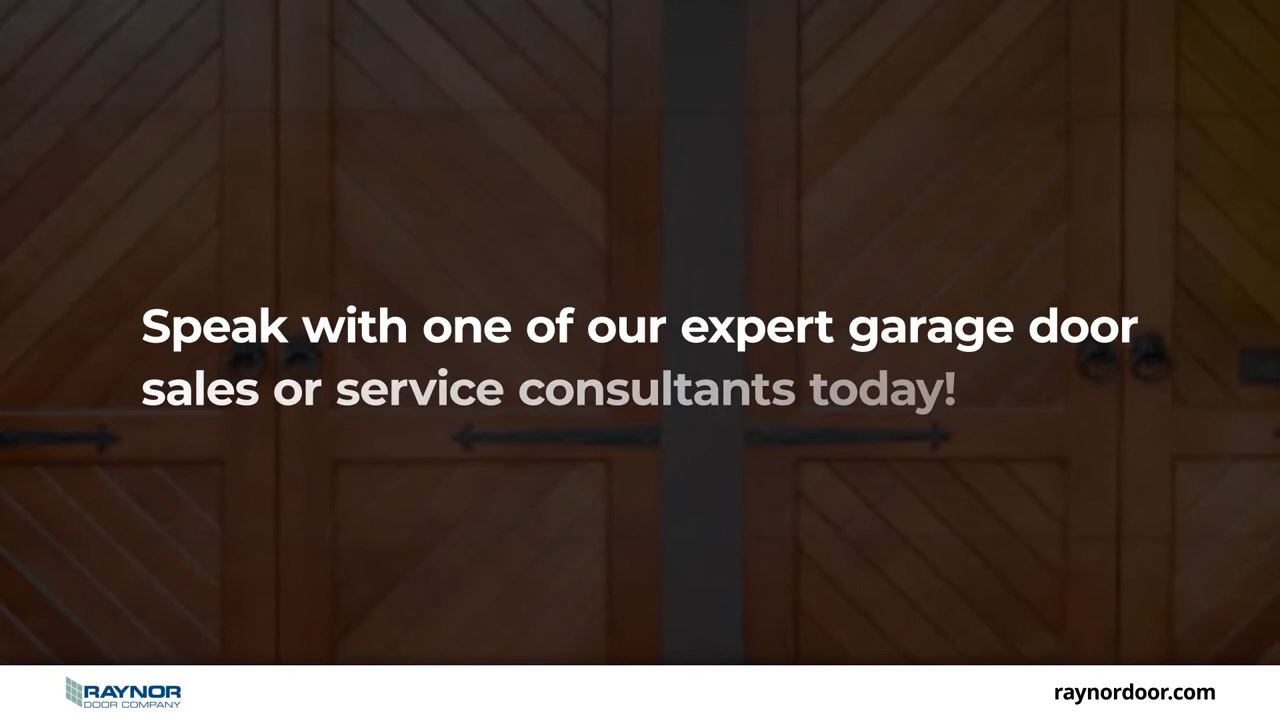 Speak with one of our expert garage door
sales or service consultants today!
RAYNOR
DOOR COMPANY
raynordoor.com